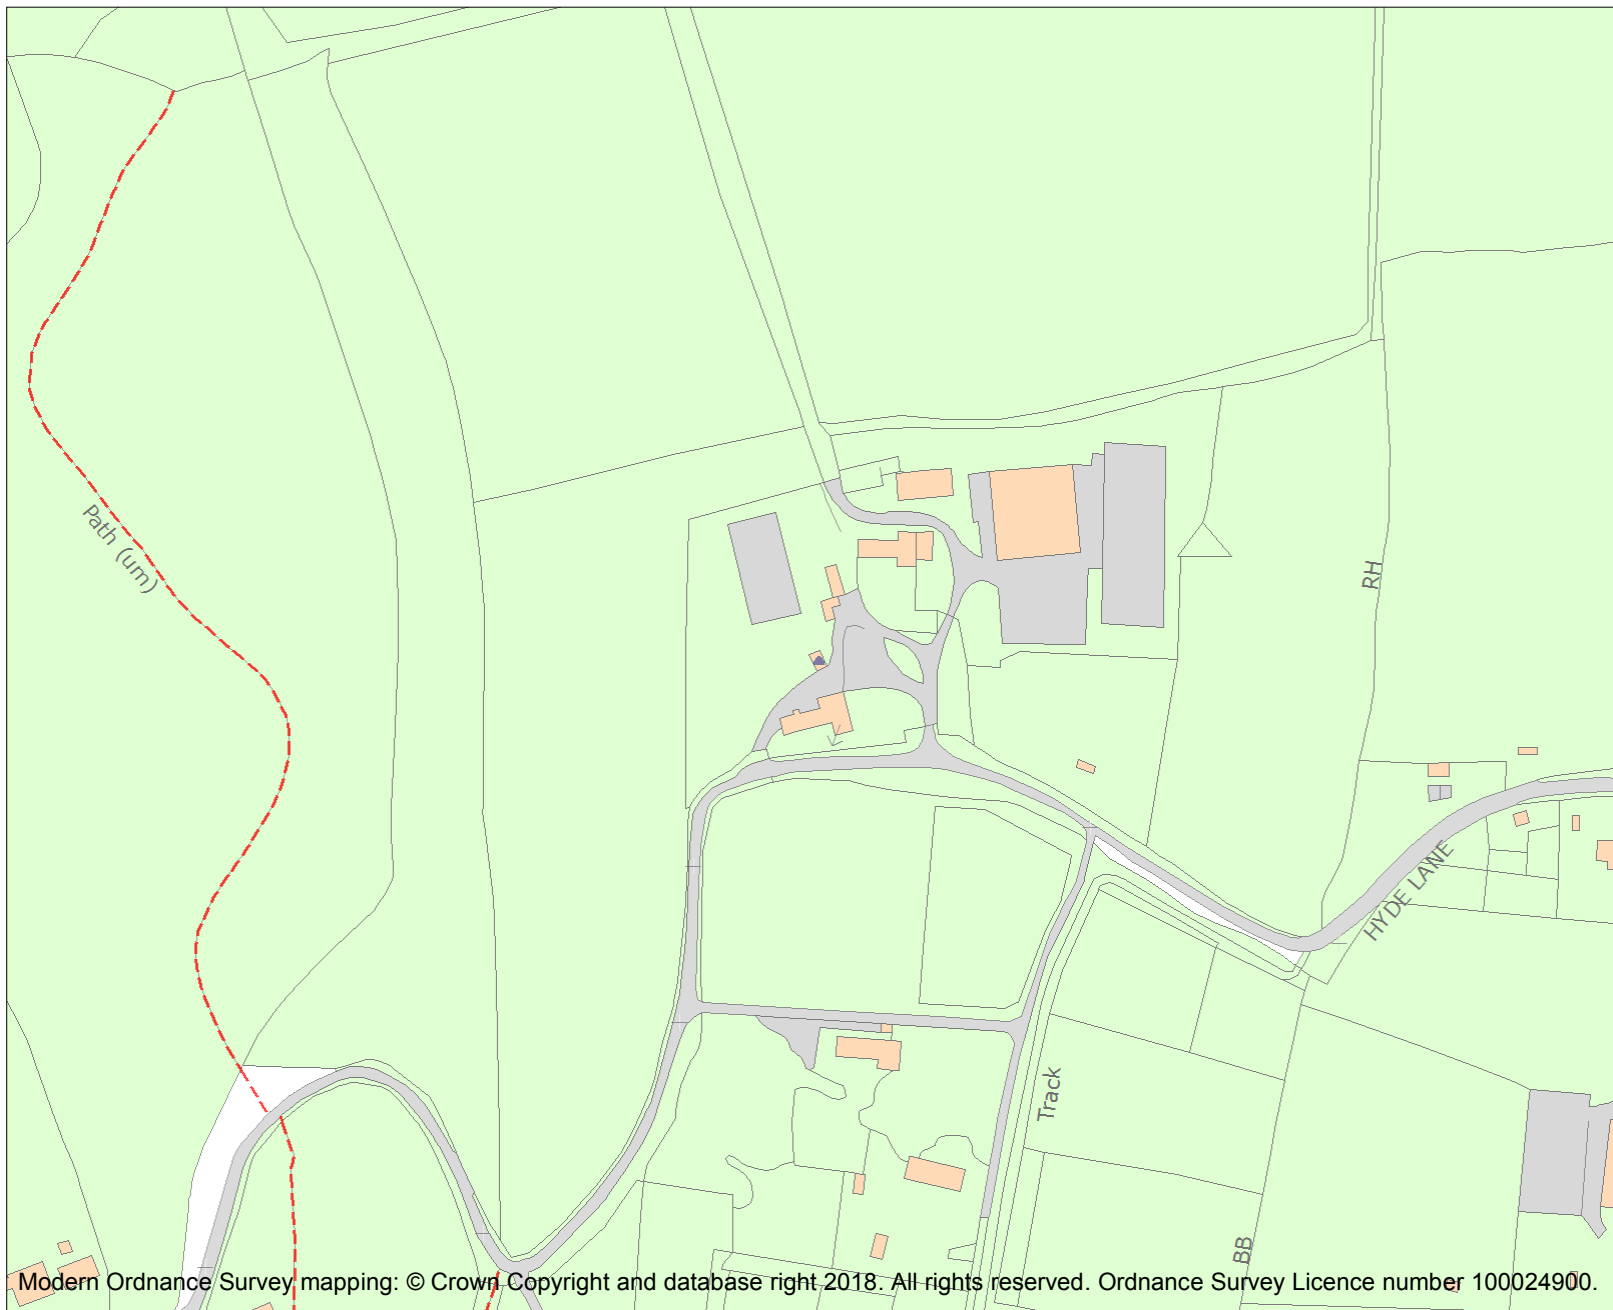 Path (um)
RH
HYDE LANE
Track
BB
Modern Ordnance Survey mapping: © Crown Copyright and database right 2018. All rights reserved. Ordnance Survey Licence number 100024900.